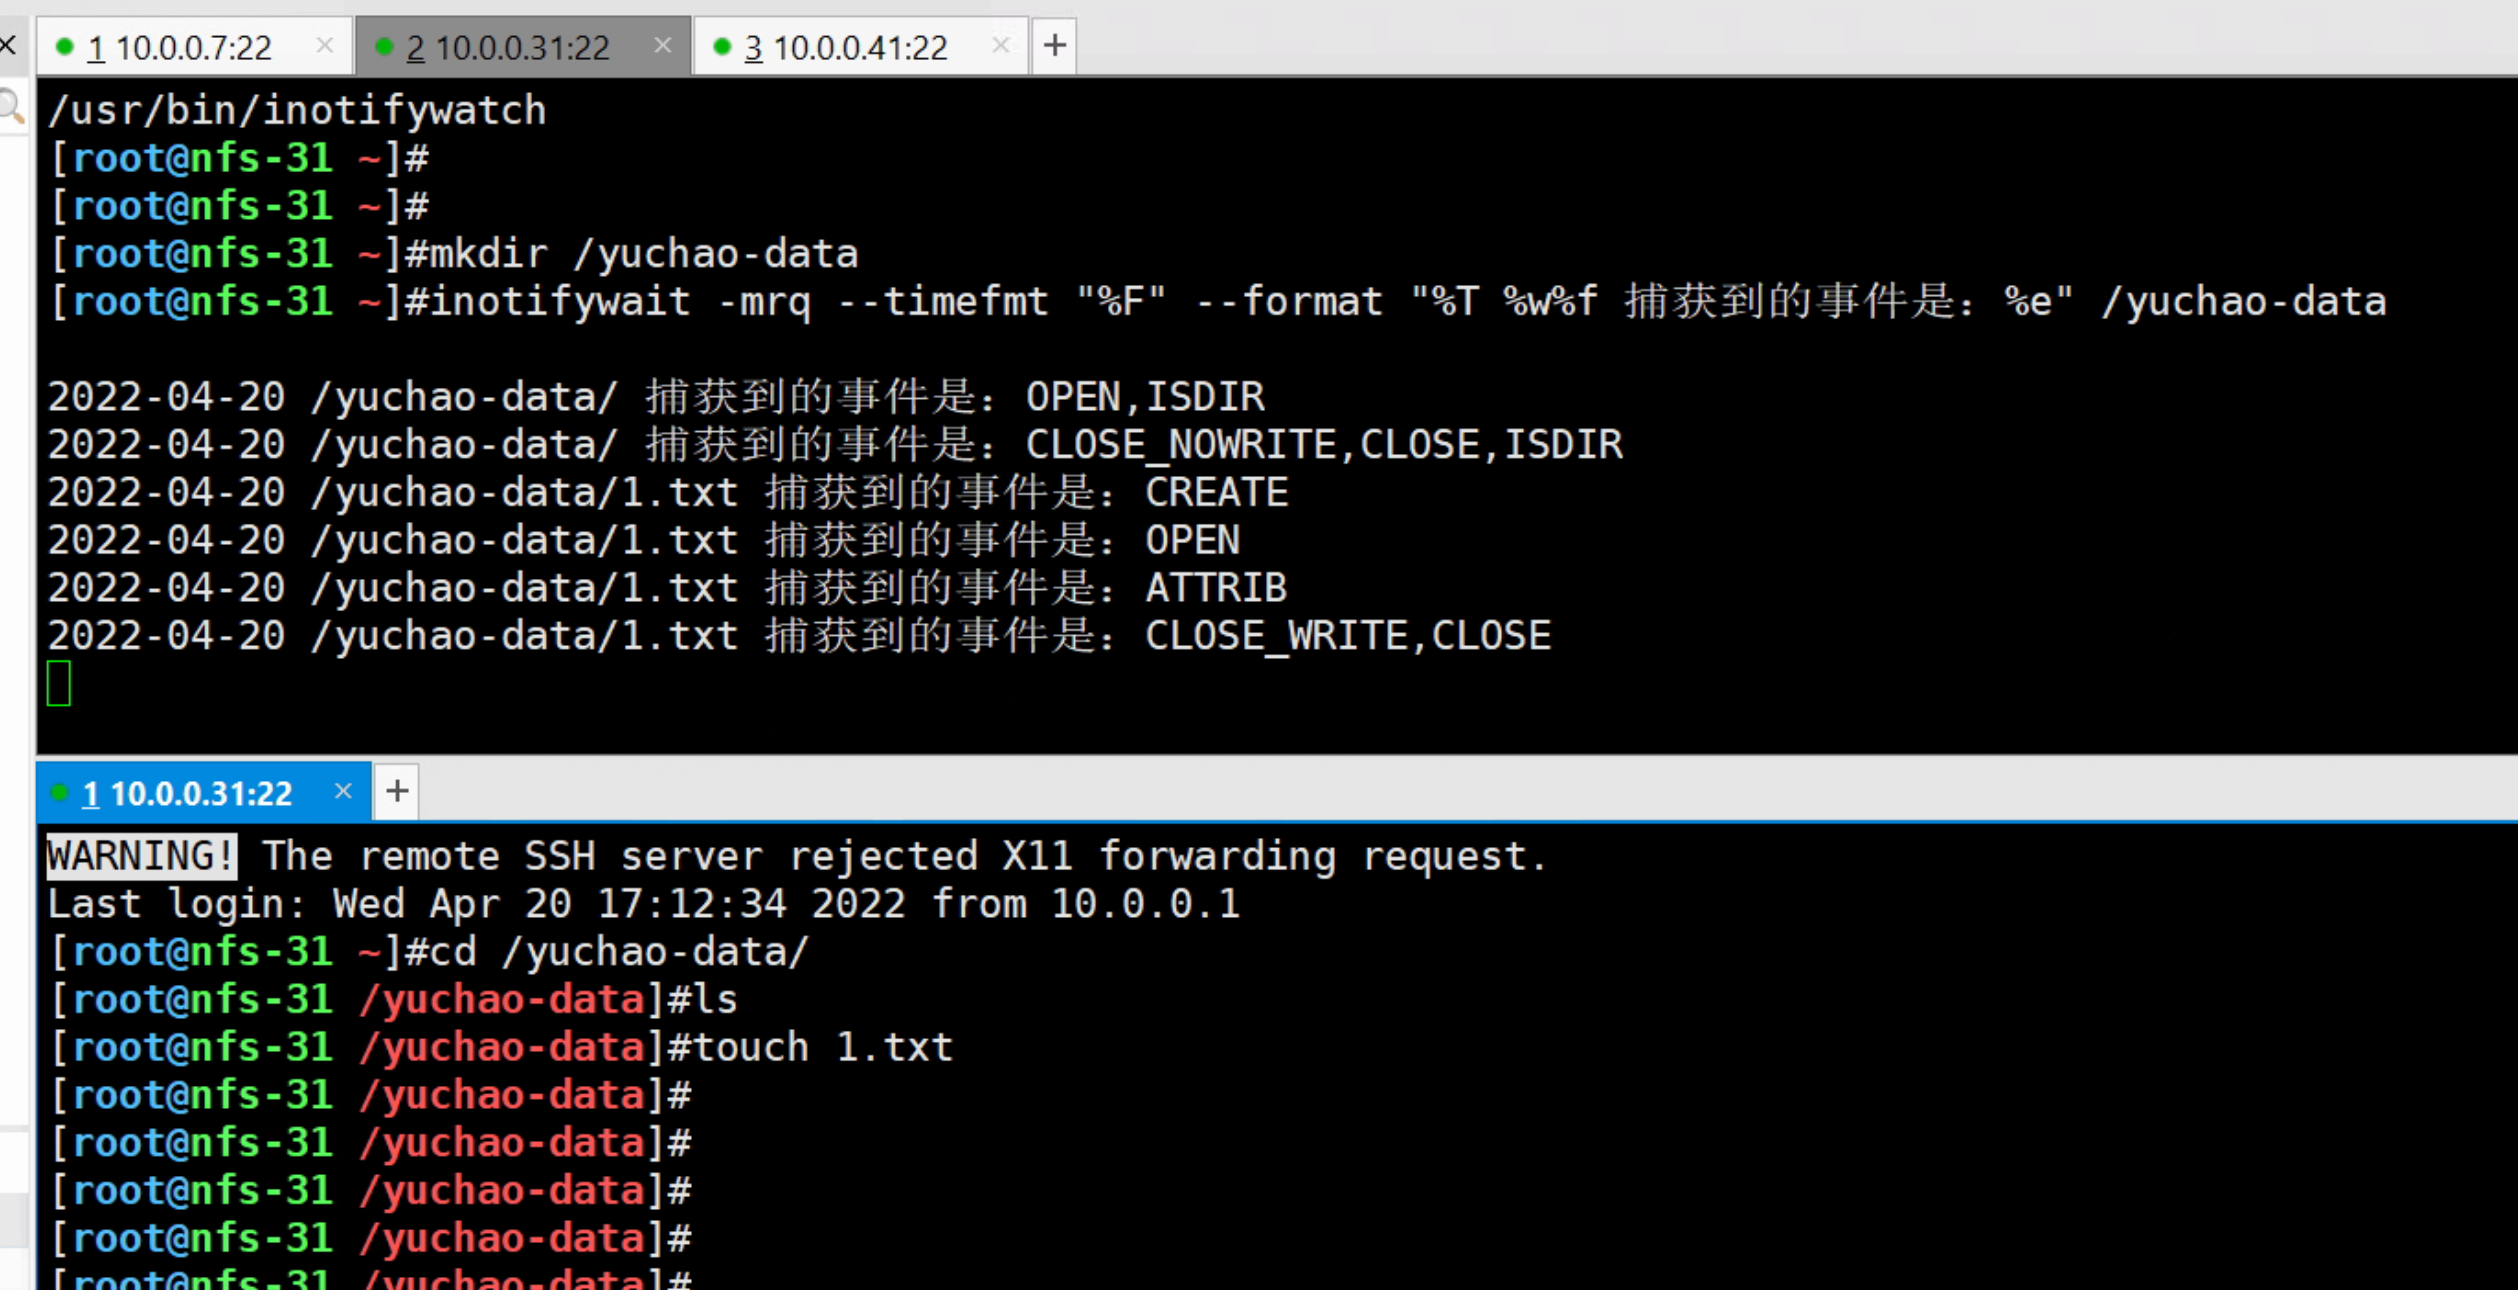 1 10.0.0.7:22 × 2 10.0.0.31:22 × 3 10.0.0.41:22 × +
/usr/bin/inotifywatch
[root@nfs-31 ~]#
[root@nfs-31 ~]#
[root@nfs-31 ~]#mkdir /yuchao-data
[root@nfs-31 ~]#inotifywait -mrq --timefmt "%F" --format "%T %w%f 捕获到的事件是：%e" /yuchao-data
2022-04-20 /yuchao-data/ 捕获到的事件是：OPEN,ISDIR
2022-04-20 /yuchao-data/ 捕获到的事件是：CLOSE_NOWRITE,CLOSE,ISDIR
2022-04-20 /yuchao-data/1.txt 捕获到的事件是：CREATE
2022-04-20 /yuchao-data/1.txt 捕获到的事件是：OPEN
2022-04-20 /yuchao-data/1.txt 捕获到的事件是：ATTRIB
2022-04-20 /yuchao-data/1.txt 捕获到的事件是：CLOSE_WRITE,CLOSE
1 10.0.0.31:22 × +
WARNING! The remote SSH server rejected X11 forwarding request.
Last login: Wed Apr 20 17:12:34 2022 from 10.0.0.1
[root@nfs-31 ~]#cd /yuchao-data/
[root@nfs-31 /yuchao-data]#ls
[root@nfs-31 /yuchao-data]#touch 1.txt
[root@nfs-31 /yuchao-data]#
[root@nfs-31 /yuchao-data]#
[root@nfs-31 /yuchao-data]#
[root@nfs-31 /yuchao-data]#
[root@nfs-31 /yuchao-data]#